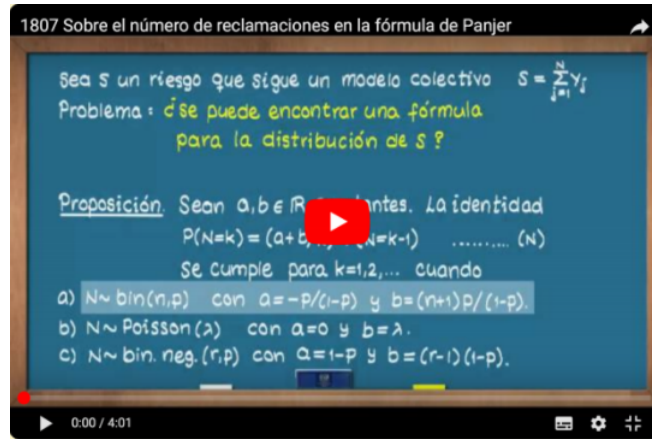 1807 Sobre el número de reclamaciones en la fórmula de Panjer
Sea S un riesgo que sigue un modelo colectivo S = ∑_{j=1}^{N} Y_j
Problema: ¿Se puede encontrar una fórmula
para la distribución de S?
Proposición. Sean a, b ∈ ℝ. La identidad
P(N=k) = (a+b N=k-1) ......... (N)
Se cumple para k=1,2,... cuando
a) N~ bin(n,p) con a=-p/(1-p) y b=(n+1)p/(1-p).
b) N~ Poisson(λ) con a=0 y b=λ.
c) N~ bin. neg. (r,p) con a=1-p y b=(r-1)(1-p).
0:00 / 4:01